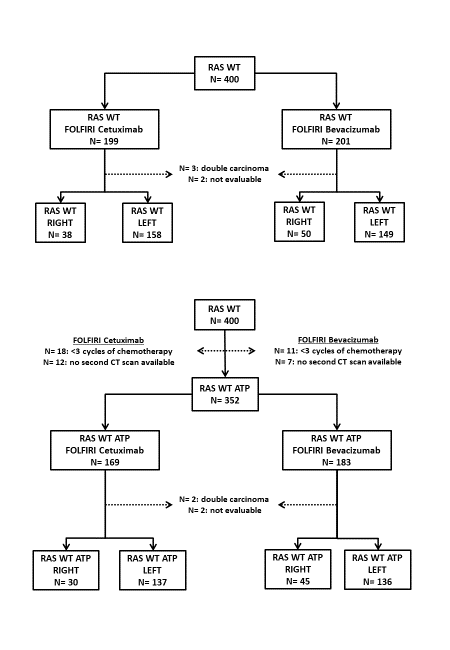 RAS WT
N= 400
RAS WT
FOLFIRI Cetuximab
N= 199
RAS WT
FOLFIRI Bevacizumab
N= 201
N= 3: double carcinoma
N= 2: not evaluable
RAS WT
RIGHT
N= 38
RAS WT
LEFT
N= 158
RAS WT
RIGHT
N= 50
RAS WT
LEFT
N= 149
RAS WT
N= 400
FOLFIRI Cetuximab
N= 18: <3 cycles of chemotherapy
N= 12: no second CT scan available
FOLFIRI Bevacizumab
N= 11: <3 cycles of chemotherapy
N= 7: no second CT scan available
RAS WT ATP
N= 352
RAS WT ATP
FOLFIRI Cetuximab
N= 169
RAS WT ATP
FOLFIRI Bevacizumab
N= 183
N= 2: double carcinoma
N= 2: not evaluable
RAS WT ATP
RIGHT
N= 30
RAS WT ATP
LEFT
N= 137
RAS WT ATP
RIGHT
N= 45
RAS WT ATP
LEFT
N= 136